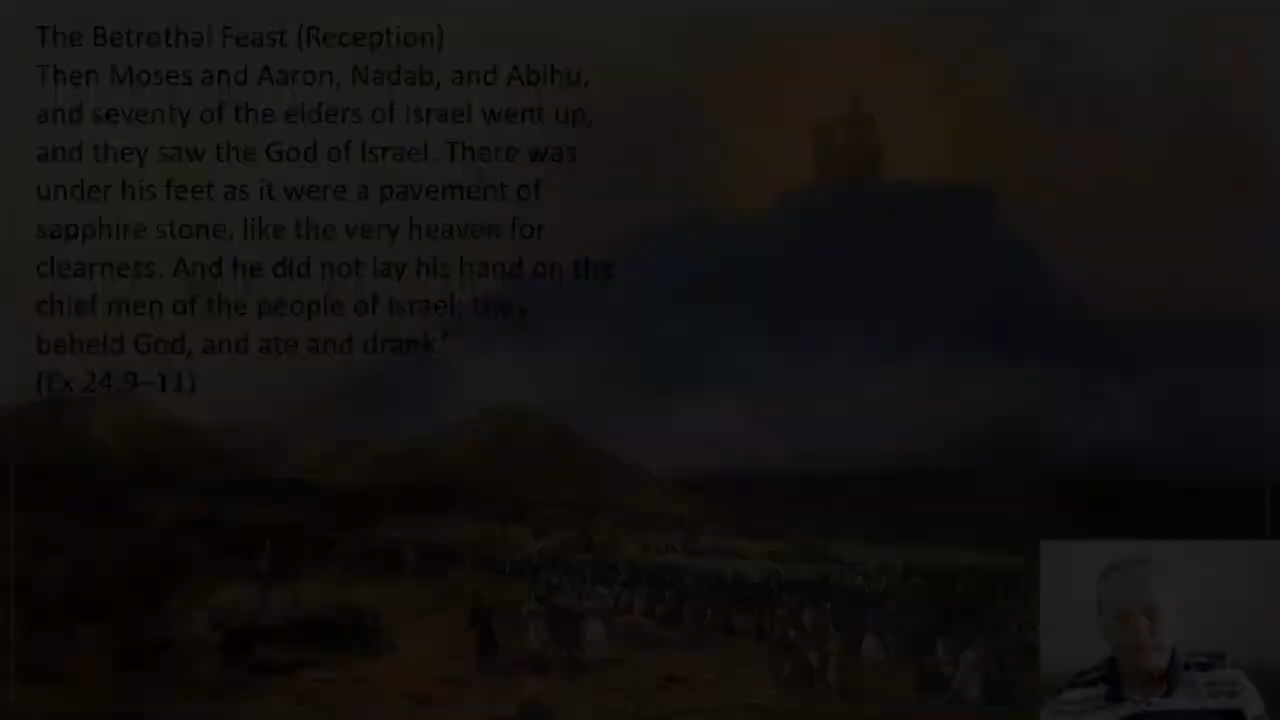 The Betrothal Feast (Reception)
Then Moses and Aaron, Nadab, and Abihu,
and seventy of the elders of Israel went up,
and they saw the God of Israel. There was
under his feet as it were a pavement of
sapphire stone, like the very heaven for
clearness. And he did not lay his hand on the
chief men of the people of Israel; they
beheld God, and ate and drank.'
(Ex 24.9–11)